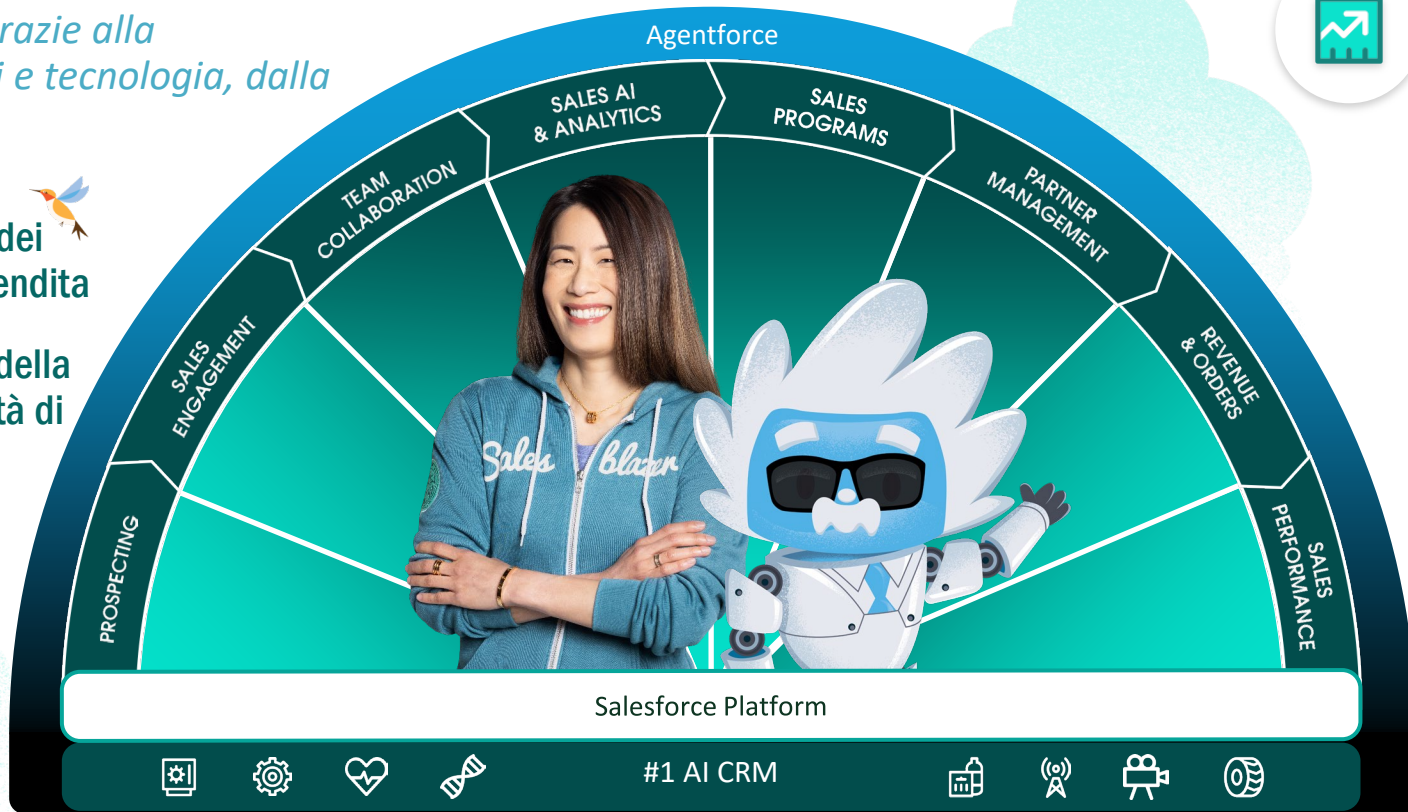 razie alla
i e tecnologia, dalla
dei
endita
della
tà di
Agentforce
PROSPECTING
SALES
ENGAGEMENT
TEAM
COLLABORATION
SALES AI
& ANALYTICS
SALES
PROGRAMS
PARTNER
MANAGEMENT
REVENUE
& ORDERS
SALES
PERFORMANCE
Sales blazer
Salesforce Platform
#1 AI CRM